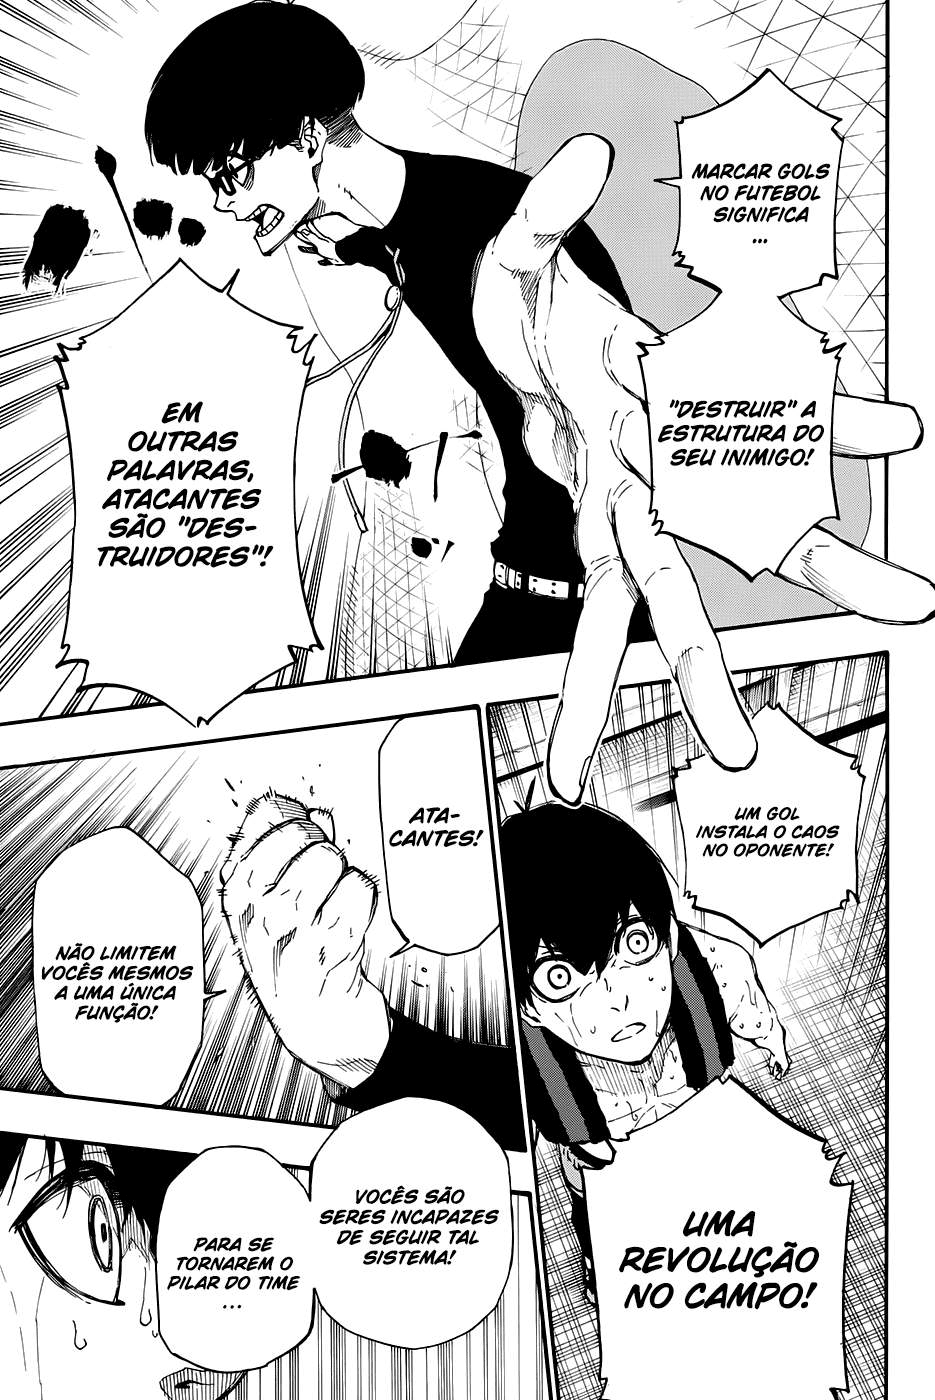 MARCAR GOLS
NO FUTEBOL
SIGNIFICA
...
"DESTRUIR" A
ESTRUTURA DO
SEU INIMIGO!
EM
OUTRAS
PALAVRAS,
ATACANTES
SÃO "DES-
TRUIDORES"!
UM GOL
INSTALA O CAOS
NO OPONENTE!
UMA
REVOLUÇÃO
NO CAMPO!
ATA-
CANTES!
NÃO LIMITEM
VOCÊS MESMOS
A UMA ÚNICA
FUNÇÃO!
VOCÊS SÃO
SERES INCAPAZES
DE SEGUIR TAL
SISTEMA!
PARA SE
TORNAREM O
PILAR DO TIME
...